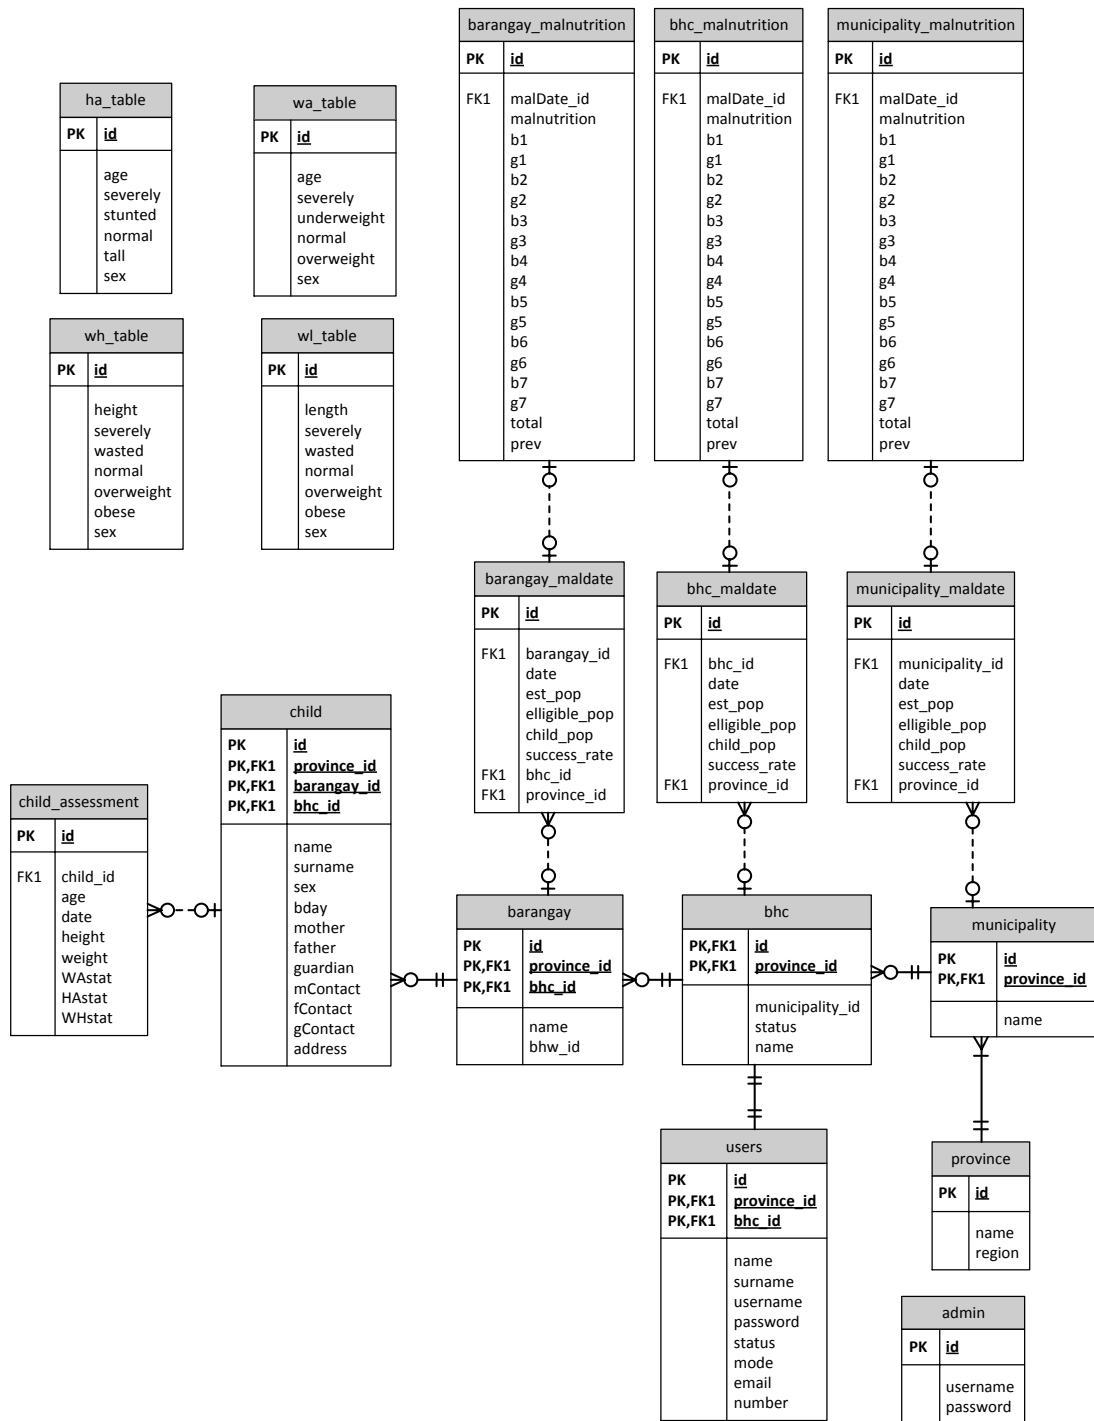 barangay_malnutrition
PK id
FK1 malDate_id
malnutrition
b1
g1
b2
g2
b3
g3
b4
g4
b5
g5
b6
g6
b7
g7
total
prev
bhc_malnutrition
PK id
FK1 malDate_id
malnutrition
b1
g1
b2
g2
b3
g3
b4
g4
b5
g5
b6
g6
b7
g7
total
prev
municipality_malnutrition
PK id
FK1 malDate_id
malnutrition
b1
g1
b2
g2
b3
g3
b4
g4
b5
g5
b6
g6
b7
g7
total
prev
ha_table
PK id
age
severely
stunted
normal
tall
sex
wa_table
PK id
age
severely
underweight
normal
overweight
sex
wh_table
PK id
height
severely
wasted
normal
overweight
obese
sex
wl_table
PK id
length
severely
wasted
normal
overweight
obese
sex
barangay_maldate
PK id
FK1 barangay_id
date
est_pop
elligible_pop
child_pop
success_rate
FK1 bhc_id
FK1 province_id
bhc_maldate
PK id
FK1 bhc_id
date
est_pop
elligible_pop
child_pop
success_rate
FK1 province_id
municipality_maldate
PK id
FK1 municipality_id
date
est_pop
elligible_pop
child_pop
success_rate
FK1 province_id
child
PK id
PK,FK1 province_id
PK,FK1 barangay_id
PK,FK1 bhc_id
name
surname
sex
bday
mother
father
guardian
mContact
fContact
gContact
address
child_assessment
PK id
FK1 child_id
age
date
height
weight
WAstat
HAstat
WHstat
barangay
PK id
PK,FK1 province_id
PK,FK1 bhc_id
name
bhw_id
bhc
PK,FK1 id
PK,FK1 province_id
municipality_id
status
name
municipality
PK id
PK,FK1 province_id
name
users
PK id
PK,FK1 province_id
PK,FK1 bhc_id
name
surname
username
password
status
mode
email
number
province
PK id
name
region
admin
PK id
username
password